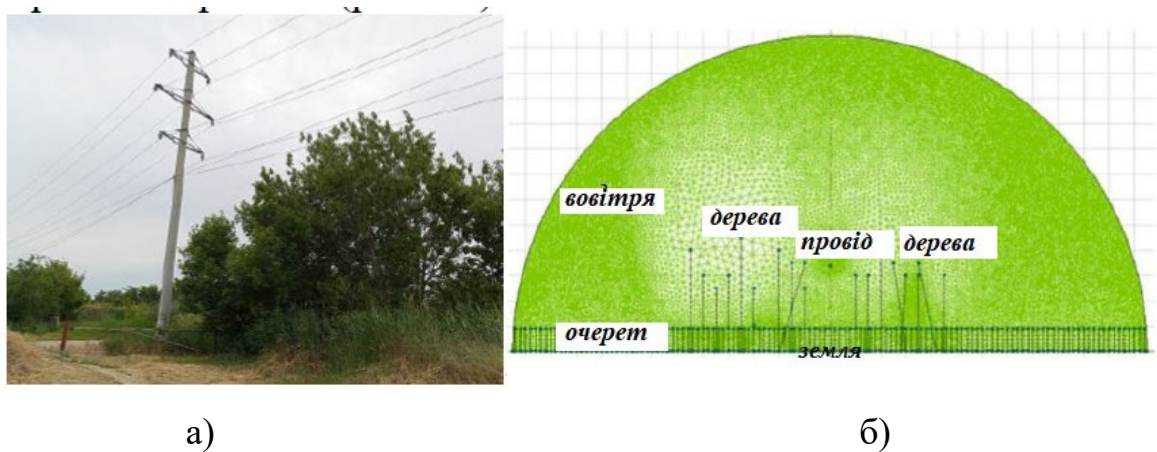 вовітря
дерева
провід
дерева
очерет
земля
а)
б)